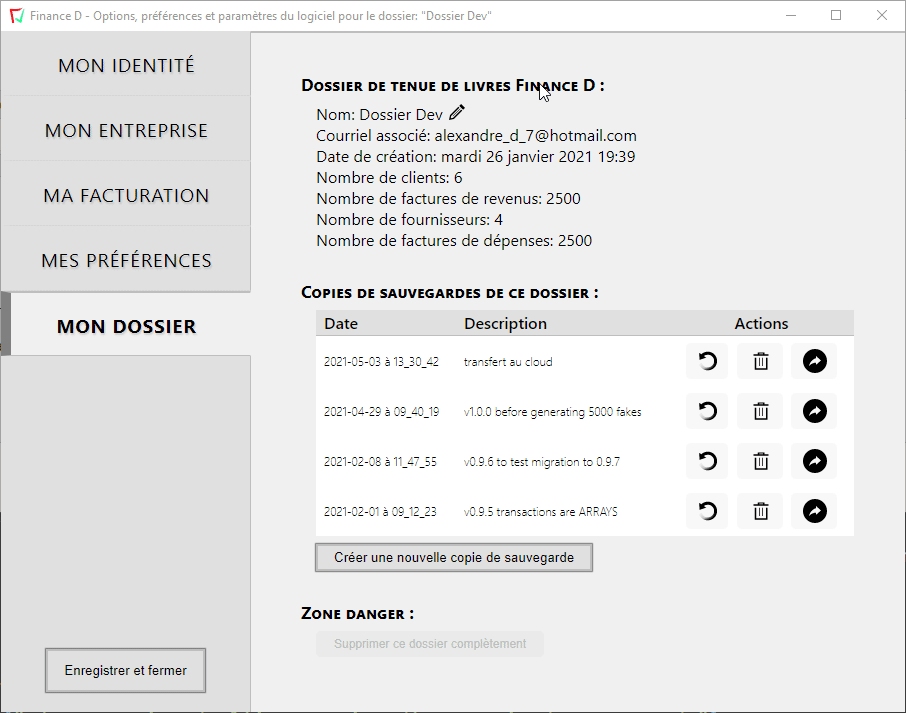 Finance D - Options, préférences et paramètres du logiciel pour le dossier: "Dossier Dev"
MON IDENTITÉ
MON ENTREPRISE
MA FACTURATION
MES PRÉFÉRENCES
MON DOSSIER
Enregistrer et fermer
Dossier de tenue de livres Finance D :
Nom: Dossier Dev
Courriel associé: alexandre_d_7@hotmail.com
Date de création: mardi 26 janvier 2021 19:39
Nombre de clients: 6
Nombre de factures de revenus: 2500
Nombre de fournisseurs: 4
Nombre de factures de dépenses: 2500
Copies de sauvegardes de ce dossier :
Date Description Actions
2021-05-03 à 13_30_42 transfert au cloud
2021-04-29 à 09_40_19 v1.0.0 before generating 5000 fakes
2021-02-08 à 11_47_55 v0.9.6 to test migration to 0.9.7
2021-02-01 à 09_12_23 v0.9.5 transactions are ARRAYS
Créer une nouvelle copie de sauvegarde
Zone danger :
Supprimer ce dossier complètement